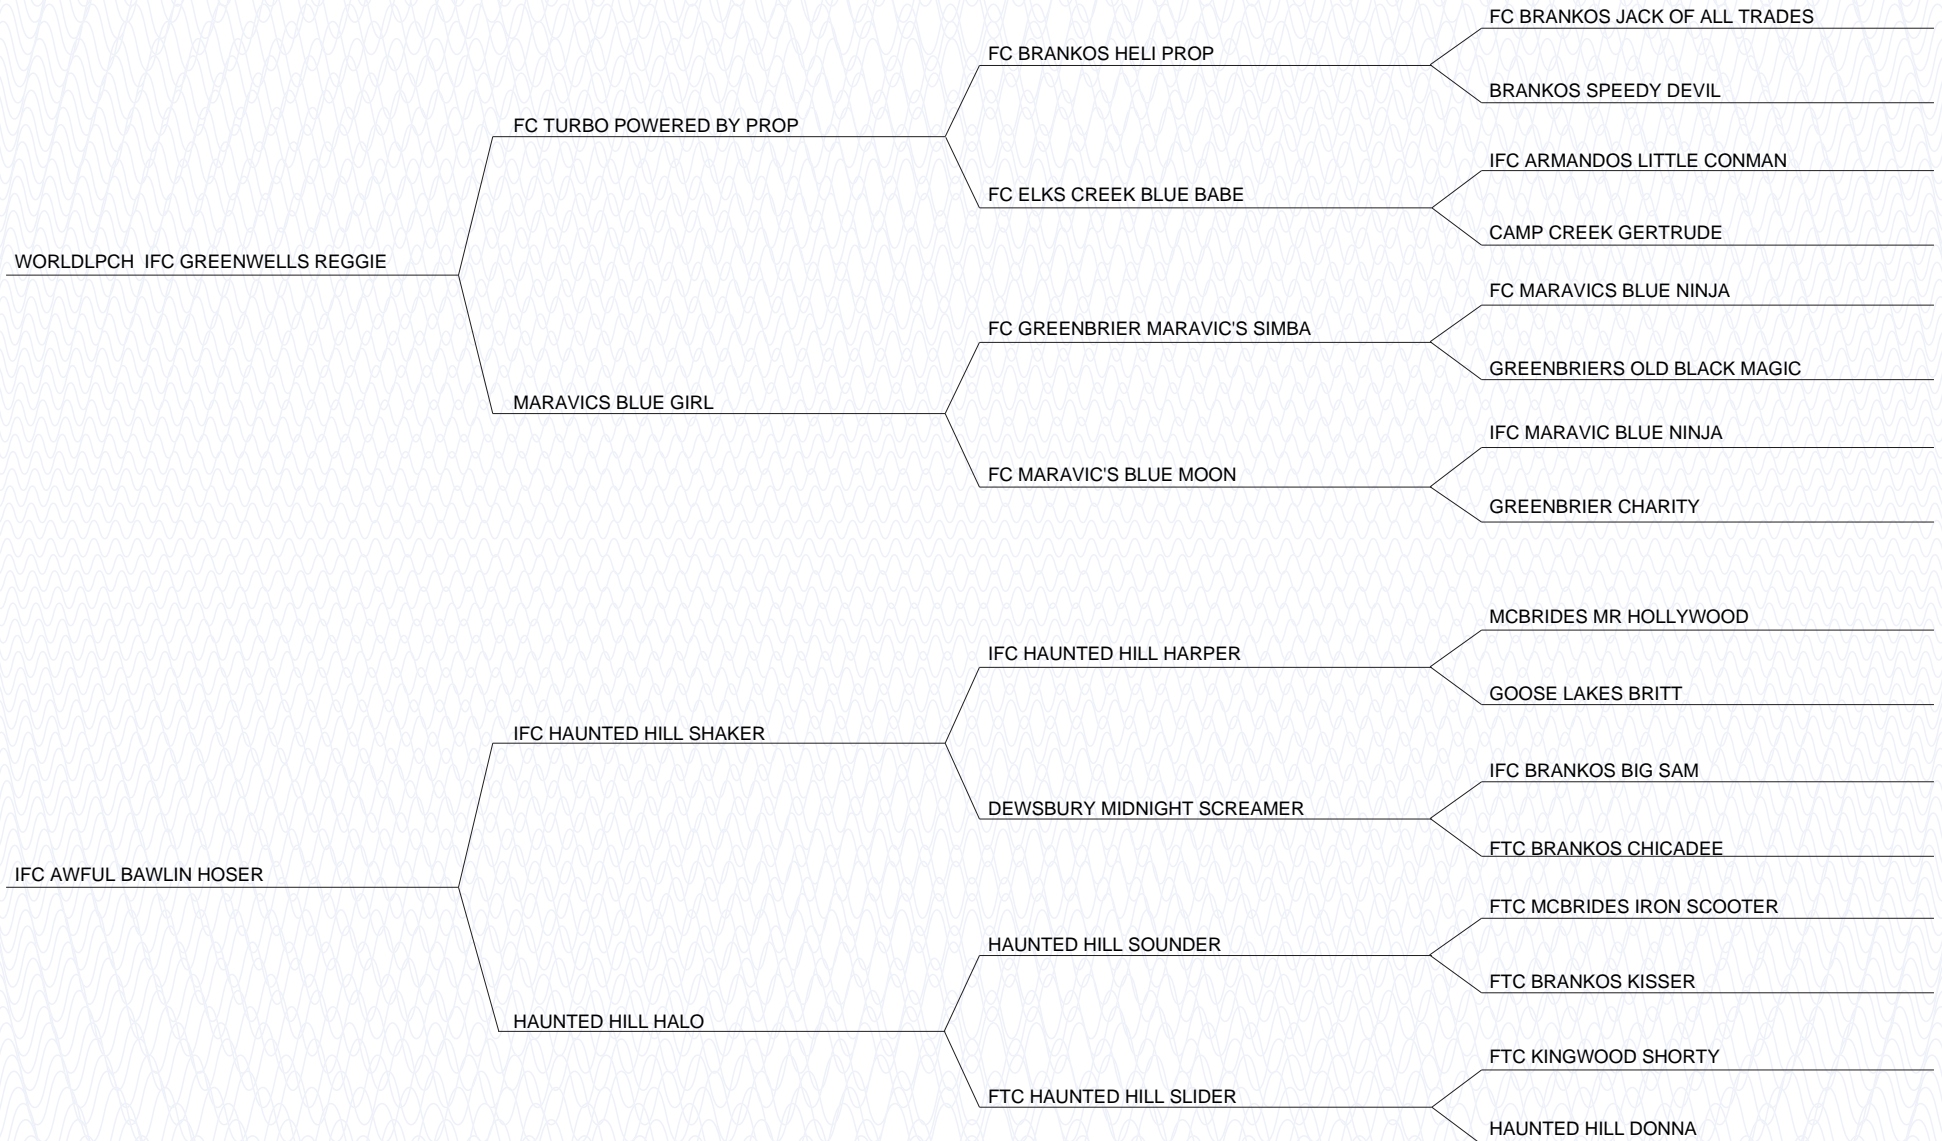 FC BRANKOS JACK OF ALL TRADES
FC BRANKOS HELI PROP
BRANKOS SPEEDY DEVIL
FC TURBO POWERED BY PROP
IFC ARMANDOS LITTLE CONMAN
FC ELKS CREEK BLUE BABE
CAMP CREEK GERTRUDE
WORLDLPCH  IFC GREENWELLS REGGIE
FC MARAVICS BLUE NINJA
FC GREENBRIER MARAVIC'S SIMBA
GREENBRIERS OLD BLACK MAGIC
MARAVICS BLUE GIRL
IFC MARAVIC BLUE NINJA
FC MARAVIC'S BLUE MOON
GREENBRIER CHARITY
MCBRIDES MR HOLLYWOOD
IFC HAUNTED HILL HARPER
GOOSE LAKES BRITT
IFC HAUNTED HILL SHAKER
IFC BRANKOS BIG SAM
DEWSBURY MIDNIGHT SCREAMER
FTC BRANKOS CHICADEE
IFC AWFUL BAWLIN HOSER
FTC MCBRIDES IRON SCOOTER
HAUNTED HILL SOUNDER
FTC BRANKOS KISSER
HAUNTED HILL HALO
FTC KINGWOOD SHORTY
FTC HAUNTED HILL SLIDER
HAUNTED HILL DONNA